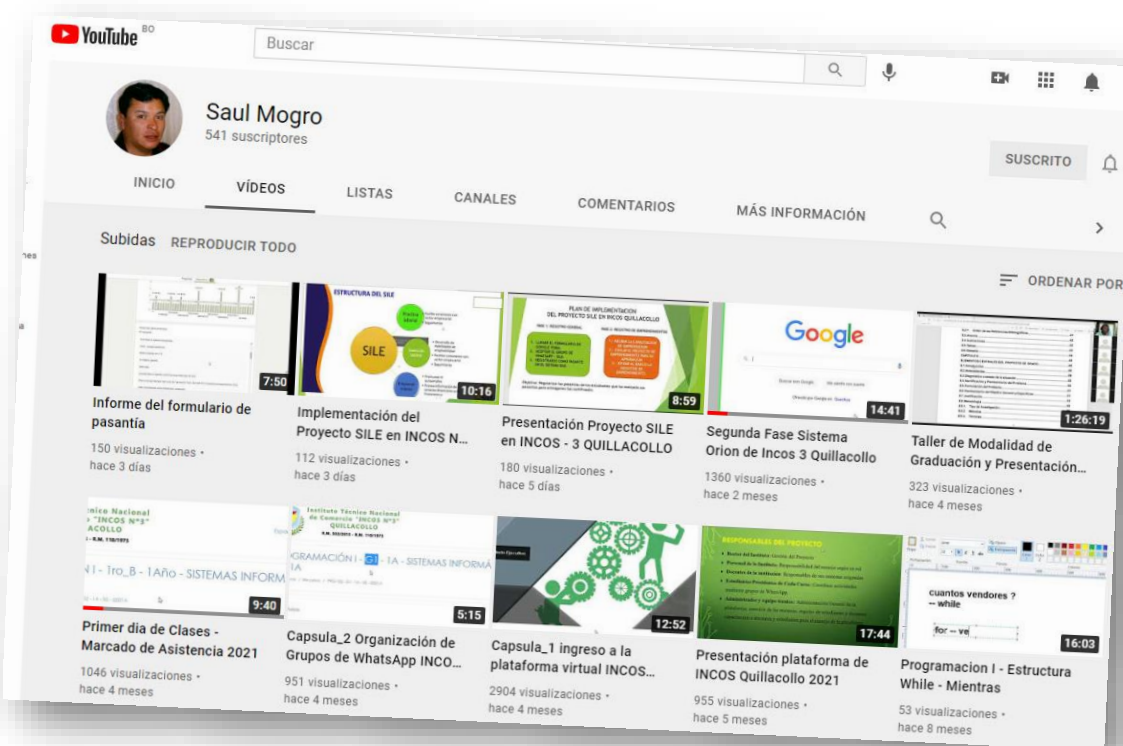 YouTube BO
Buscar
Saul Mogro
541 suscriptores
SUSCRITO
INICIO VÍDEOS LISTAS CANALES COMENTARIOS MÁS INFORMACIÓN
Subidas REPRODUCIR TODO
ORDENAR POR
7:50
Informe del formulario de
pasantía
150 visualizaciones •
hace 3 días
ESTRUCTURA DEL SILE
SILE
10:16
Implementación del
Proyecto SILE en INCOS N...
112 visualizaciones •
hace 3 días
PLAN DE IMPLEMENTACION
DEL PROYECTO SILE EN INCOS QUILLACOLLO
8:59
Presentación Proyecto SILE
en INCOS - 3 QUILLACOLLO
180 visualizaciones •
hace 5 días
Google
14:41
Segunda Fase Sistema
Orion de Incos 3 Quillacollo
1360 visualizaciones •
hace 2 meses
1:26:19
Taller de Modalidad de
Graduación y Presentación...
323 visualizaciones •
hace 4 meses
"INCOS Nº3"
I - 1ro_B - 1Año - SISTEMAS INFORM
9:40
Primer dia de Clases -
Marcado de Asistencia 2021
1046 visualizaciones •
hace 4 meses
Instituto Técnico Nacional
de Comercio "INCOS Nº3"
QUILLACOLLO
GRAMACIÓN I - G1 - 1A - SISTEMAS INFORMÁ
5:15
Capsula_2 Organización de
Grupos de WhatsApp INCO...
951 visualizaciones •
hace 4 meses
12:52
Capsula_1 ingreso a la
plataforma virtual INCOS...
2904 visualizaciones •
hace 4 meses
RESPONSABLES DEL PROYECTO
17:44
Presentación plataforma de
INCOS Quillacollo 2021
955 visualizaciones •
hace 5 meses
cuantos vendores ?
-- while
for -- ve
16:03
Programacion I - Estructura
While - Mientras
53 visualizaciones •
hace 8 meses